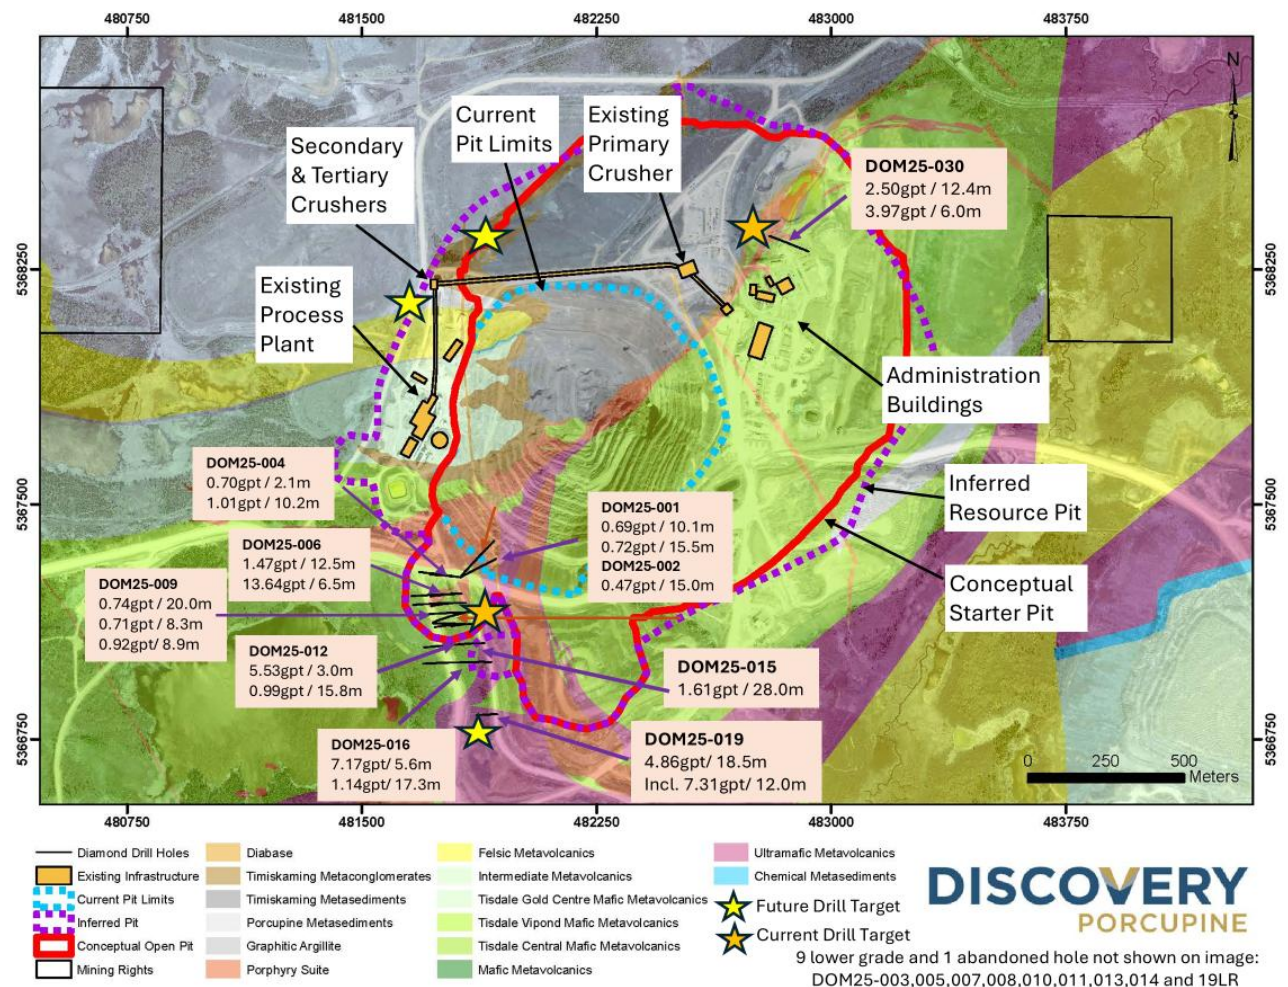 480750 481500 482250 483000 483750
N
Current
Pit Limits
Existing
Primary
Crusher
Secondary
& Tertiary
Crushers
DOM25-030
2.50gpt / 12.4m
3.97gpt / 6.0m
5368250
5368250
Existing
Process
Plant
Administration
Buildings
DOM25-004
0.70gpt / 2.1m
1.01gpt / 10.2m
Inferred
Resource Pit
5367500
5367500
DOM25-001
0.69gpt / 10.1m
0.72gpt / 15.5m
DOM25-002
0.47gpt / 15.0m
DOM25-006
1.47gpt / 12.5m
13.64gpt / 6.5m
DOM25-009
0.74gpt / 20.0m
0.71gpt / 8.3m
0.92gpt/ 8.9m
Conceptual
Starter Pit
DOM25-012
5.53gpt / 3.0m
0.99gpt / 15.8m
DOM25-015
1.61gpt / 28.0m
DOM25-016
7.17gpt/ 5.6m
1.14gpt/ 17.3m
DOM25-019
4.86gpt/ 18.5m
Incl. 7.31gpt/ 12.0m
5366750
5366750
0 250 500
Meters
480750 481500 482250 483000 483750
Diamond Drill Holes
Existing Infrastructure
Current Pit Limits
Inferred Pit
Conceptual Open Pit
Mining Rights
Diabase
Timiskaming Metaconglomerates
Timiskaming Metasediments
Porcupine Metasediments
Graphitic Argillite
Porphyry Suite
Felsic Metavolcanics
Intermediate Metavolcanics
Tisdale Gold Centre Mafic Metavolcanics
Tisdale Vipond Mafic Metavolcanics
Tisdale Central Mafic Metavolcanics
Mafic Metavolcanics
Ultramafic Metavolcanics
Chemical Metasediments
Future Drill Target
Current Drill Target
DISCOVERY
PORCUPINE
9 lower grade and 1 abandoned hole not shown on image:
DOM25-003,005,007,008,010,011,013,014 and 19LR